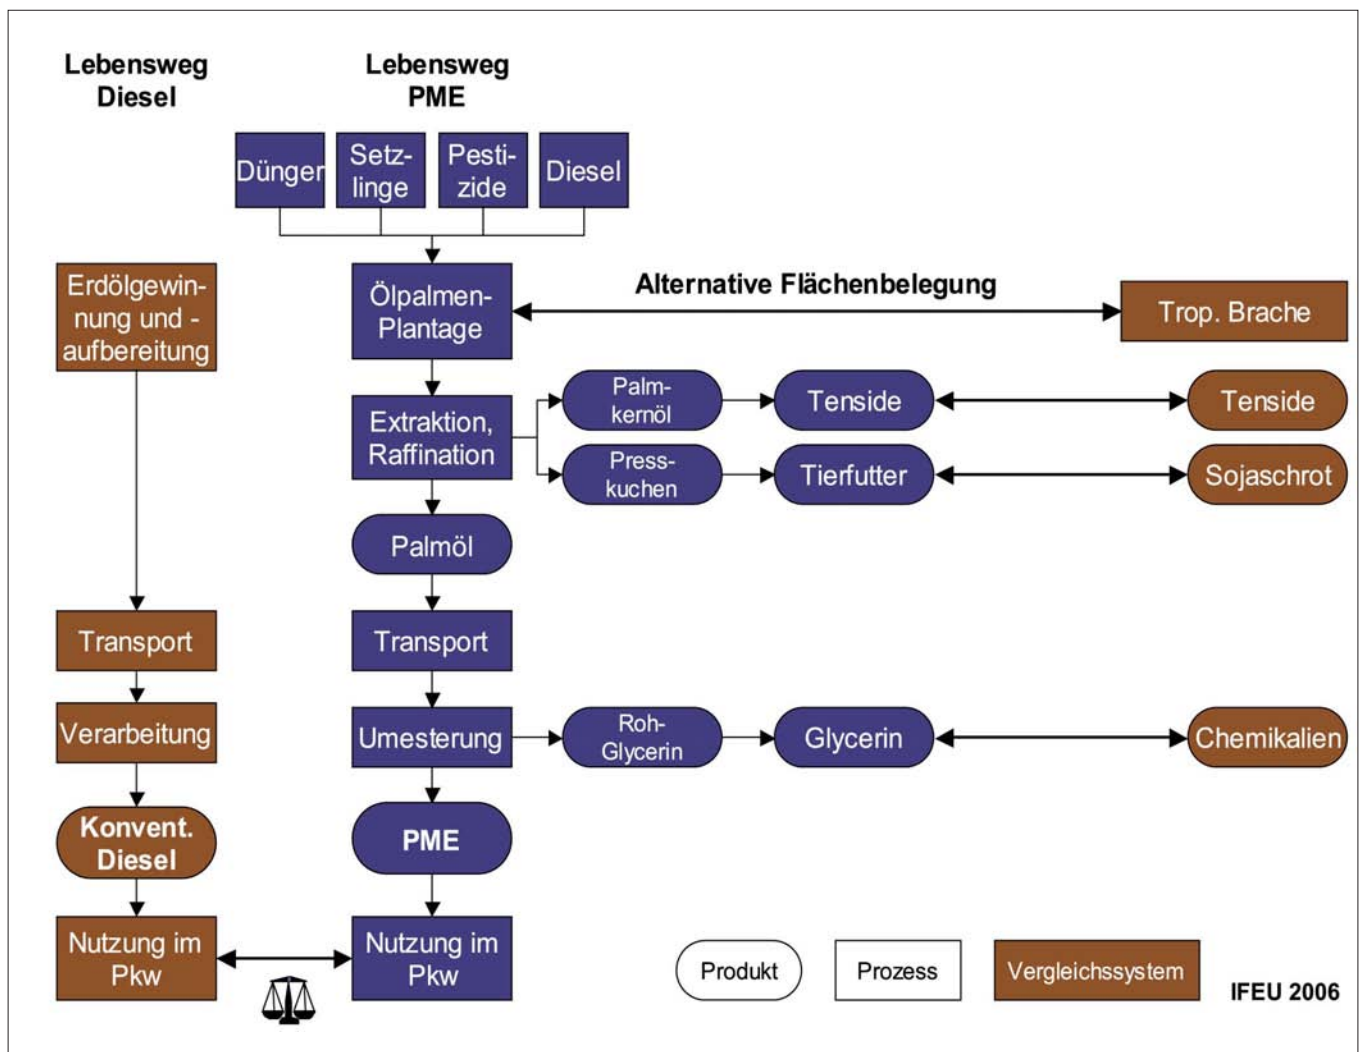 Lebensweg
Diesel
Lebensweg
PME
Dünger
Setz-
linge
Pesti-
zide
Diesel
Erdölgewin-
nung und -
aufbereitung
Ölpalmen-
Plantage
Alternative Flächenbelegung
Trop. Brache
Extraktion,
Raffination
Palm-
kernöl
Tenside
Tenside
Press-
kuchen
Tierfutter
Sojaschrot
Palmöl
Transport
Transport
Verarbeitung
Umesterung
Roh-
Glycerin
Glycerin
Chemikalien
Konvent.
Diesel
PME
Nutzung im
Pkw
Nutzung im
Pkw
Produkt
Prozess
Vergleichssystem
IFEU 2006